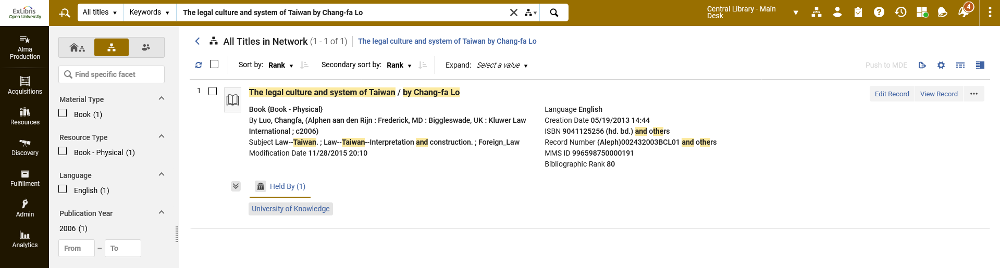 ExLibris
Open University
All titles
Keywords
The legal culture and system of Taiwan by Chang-fa Lo
Central Library - Main
Desk
4
Alma
Production
Acquisitions
Resources
Discovery
Fulfillment
Admin
Analytics
Find specific facet
Material Type
Book (1)
Resource Type
Book - Physical (1)
Language
English (1)
Publication Year
2006 (1)
From – To
All Titles in Network (1 - 1 of 1) The legal culture and system of Taiwan by Chang-fa Lo
Sort by: Rank Secondary sort by: Rank Expand: Select a value Push to MDE
1 The legal culture and system of Taiwan / by Chang-fa Lo
Edit Record View Record
Book {Book - Physical}
By Luo, Changfa, (Alphen aan den Rijn : Frederick, MD : Biggleswade, UK : Kluwer Law
International ; c2006)
Subject Law--Taiwan. ; Law--Taiwan--Interpretation and construction. ; Foreign_Law
Modification Date 11/28/2015 20:10
Language English
Creation Date 05/19/2013 14:44
ISBN 9041125256 (hd. bd.) and others
Record Number (Aleph)002432003BCL01 and others
MMS ID 996598750000191
Bibliographic Rank 80
Held By (1)
University of Knowledge